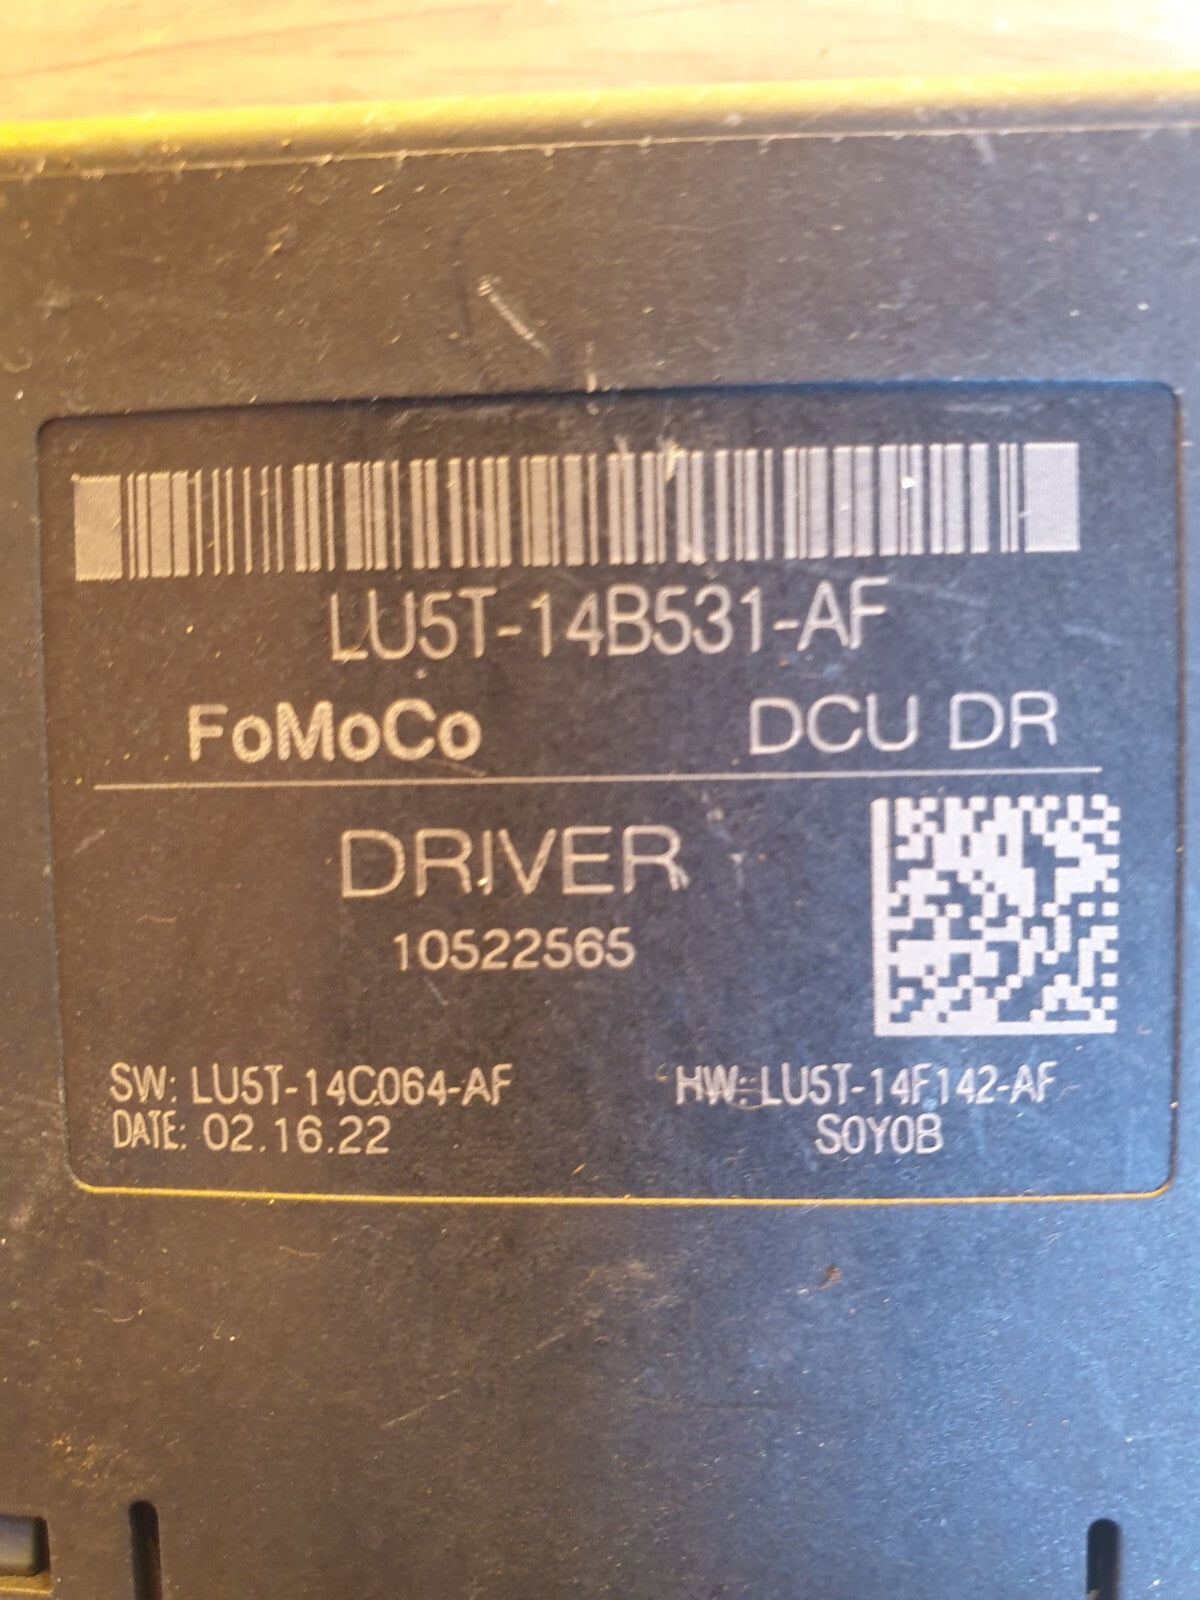 LU5T-14B531-AF
FoMoCo DCU DR
DRIVER
10522565
SW: LU5T-14C064-AF HW: LU5T-14F142-AF
DATE: 02.16.22 S0Y0B